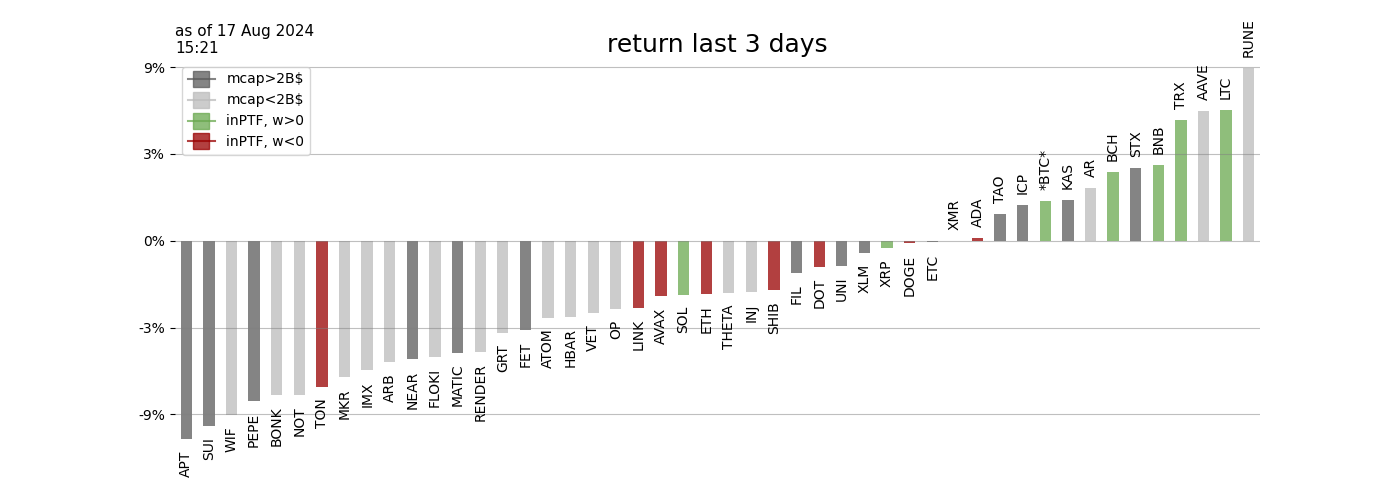 as of 17 Aug 2024
15:21
return last 3 days
mcap>2B$
mcap<2B$
inPTF, w>0
inPTF, w<0
9%
3%
0%
-3%
-9%
APT
SUI
WIF
PEPE
BONK
NOT
TON
MKR
IMX
ARB
NEAR
FLOKI
MATIC
RENDER
GRT
FET
ATOM
HBAR
VET
OP
LINK
AVAX
SOL
ETH
THETA
INJ
SHIB
FIL
DOT
UNI
XLM
XRP
DOGE
ETC
XMR
ADA
TAO
ICP
*BTC*
KAS
AR
BCH
STX
BNB
TRX
AAVE
LTC
RUNE